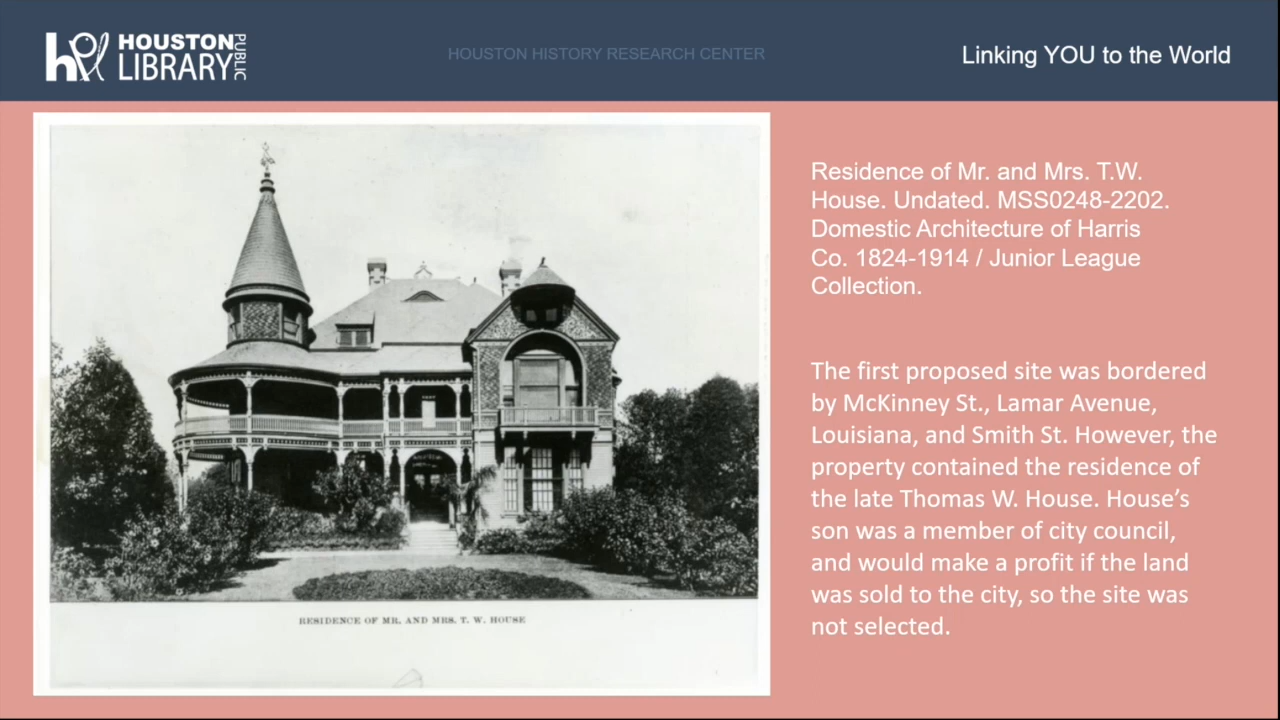 HOUSTON
LIBRARY
PUBLIC
HOUSTON HISTORY RESEARCH CENTER
Linking YOU to the World
Residence of Mr. and Mrs. T.W.
House. Undated. MSS0248-2202.
Domestic Architecture of Harris
Co. 1824-1914 / Junior League
Collection.
The first proposed site was bordered
by McKinney St., Lamar Avenue,
Louisiana, and Smith St. However, the
property contained the residence of
the late Thomas W. House. House’s
son was a member of city council,
and would make a profit if the land
was sold to the city, so the site was
not selected.
RESIDENCE OF MR. AND MRS. T. W. HOUSE